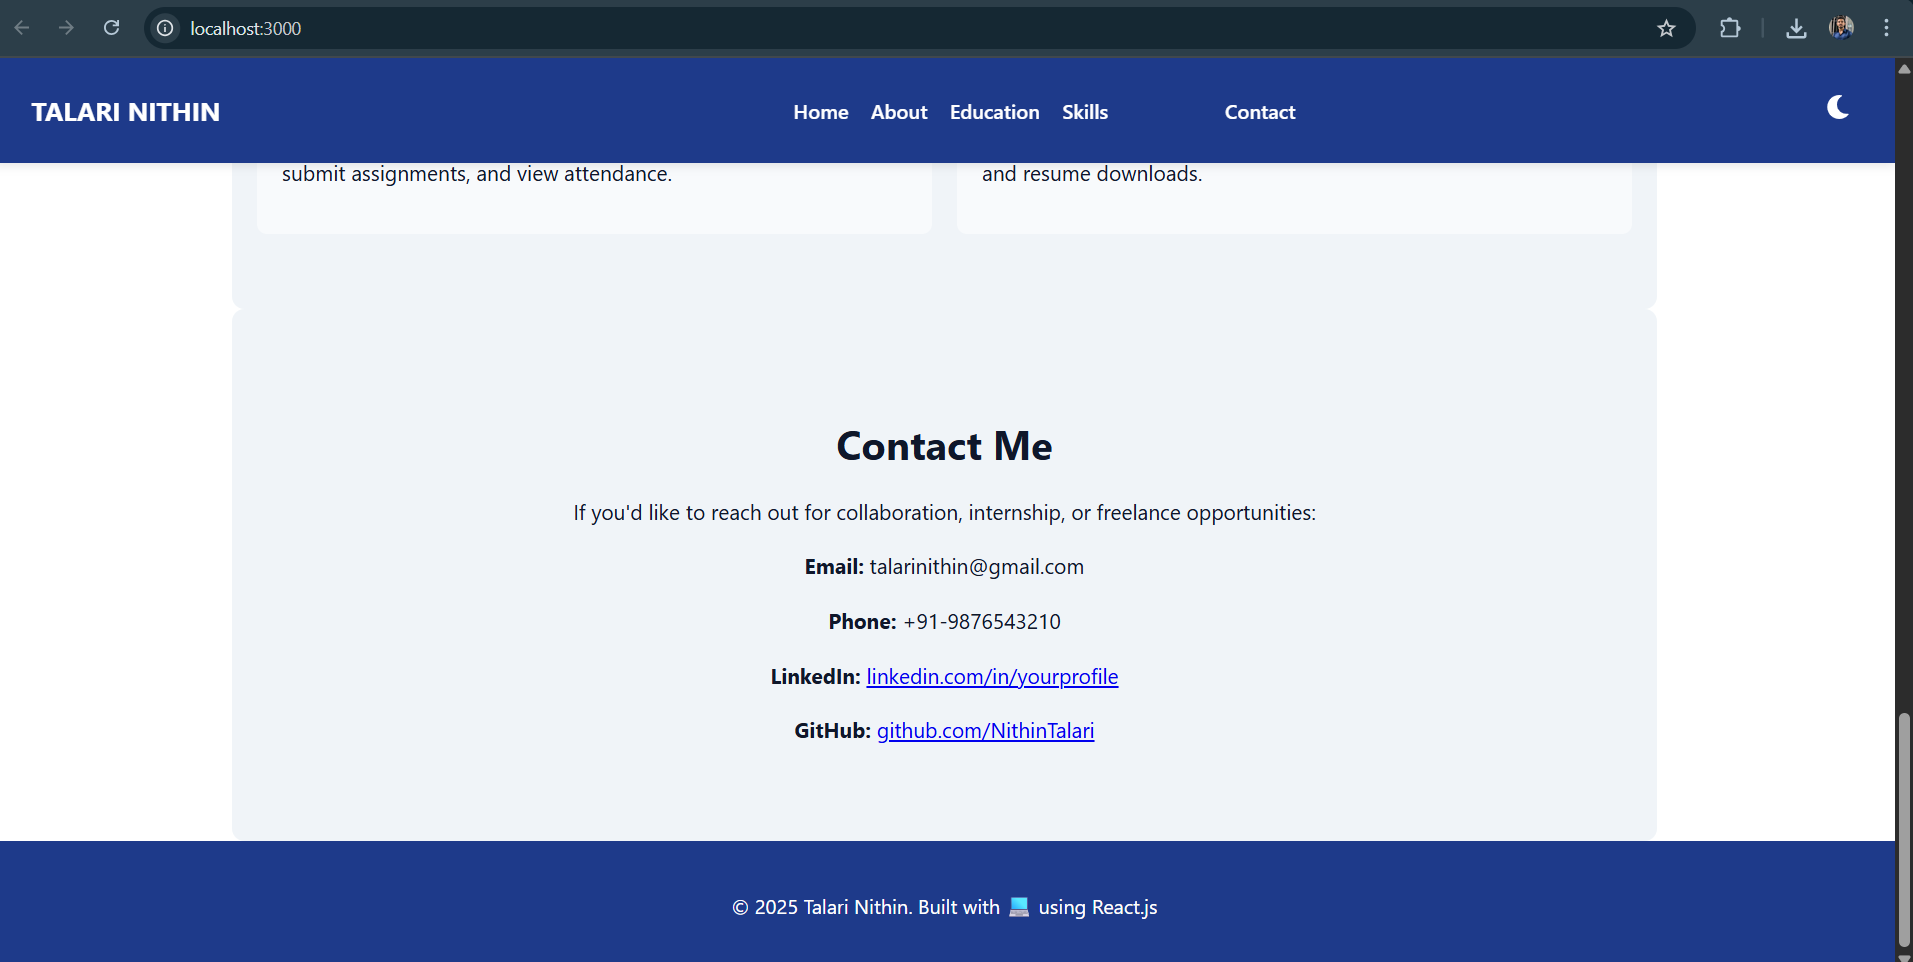 localhost:3000
TALARI NITHIN
Home About Education Skills Contact
submit assignments, and view attendance.
and resume downloads.
Contact Me
If you'd like to reach out for collaboration, internship, or freelance opportunities:
Email: talarinithin@gmail.com
Phone: +91-9876543210
LinkedIn: linkedin.com/in/yourprofile
GitHub: github.com/NithinTalari
© 2025 Talari Nithin. Built with 💻 using React.js